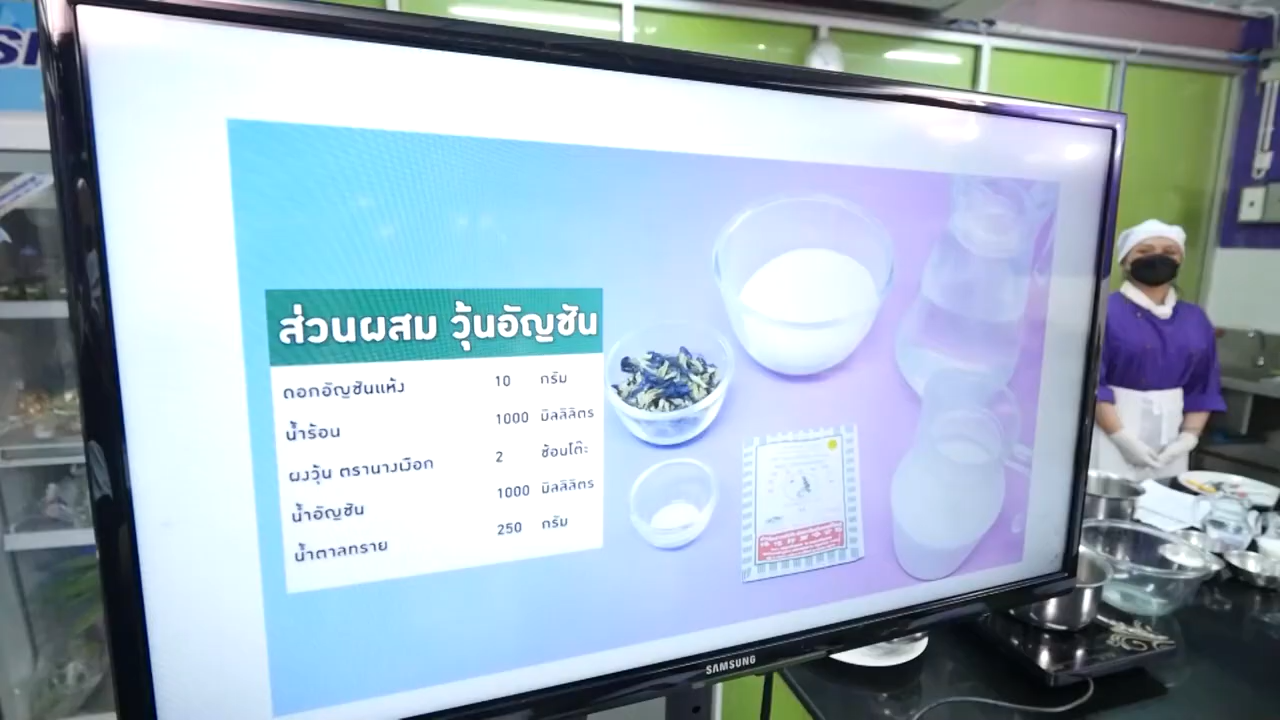 ส่วนผสม วุ้นอัญชัน
ดอกอัญชันแห้ง 10 กรัม
น้ำร้อน 1000 มิลลิลิตร
ผงวุ้น ตรานางเงือก 2 ช้อนโต๊ะ
น้ำอัญชัน 1000 มิลลิลิตร
น้ำตาลทราย 250 กรัม
SAMSUNG